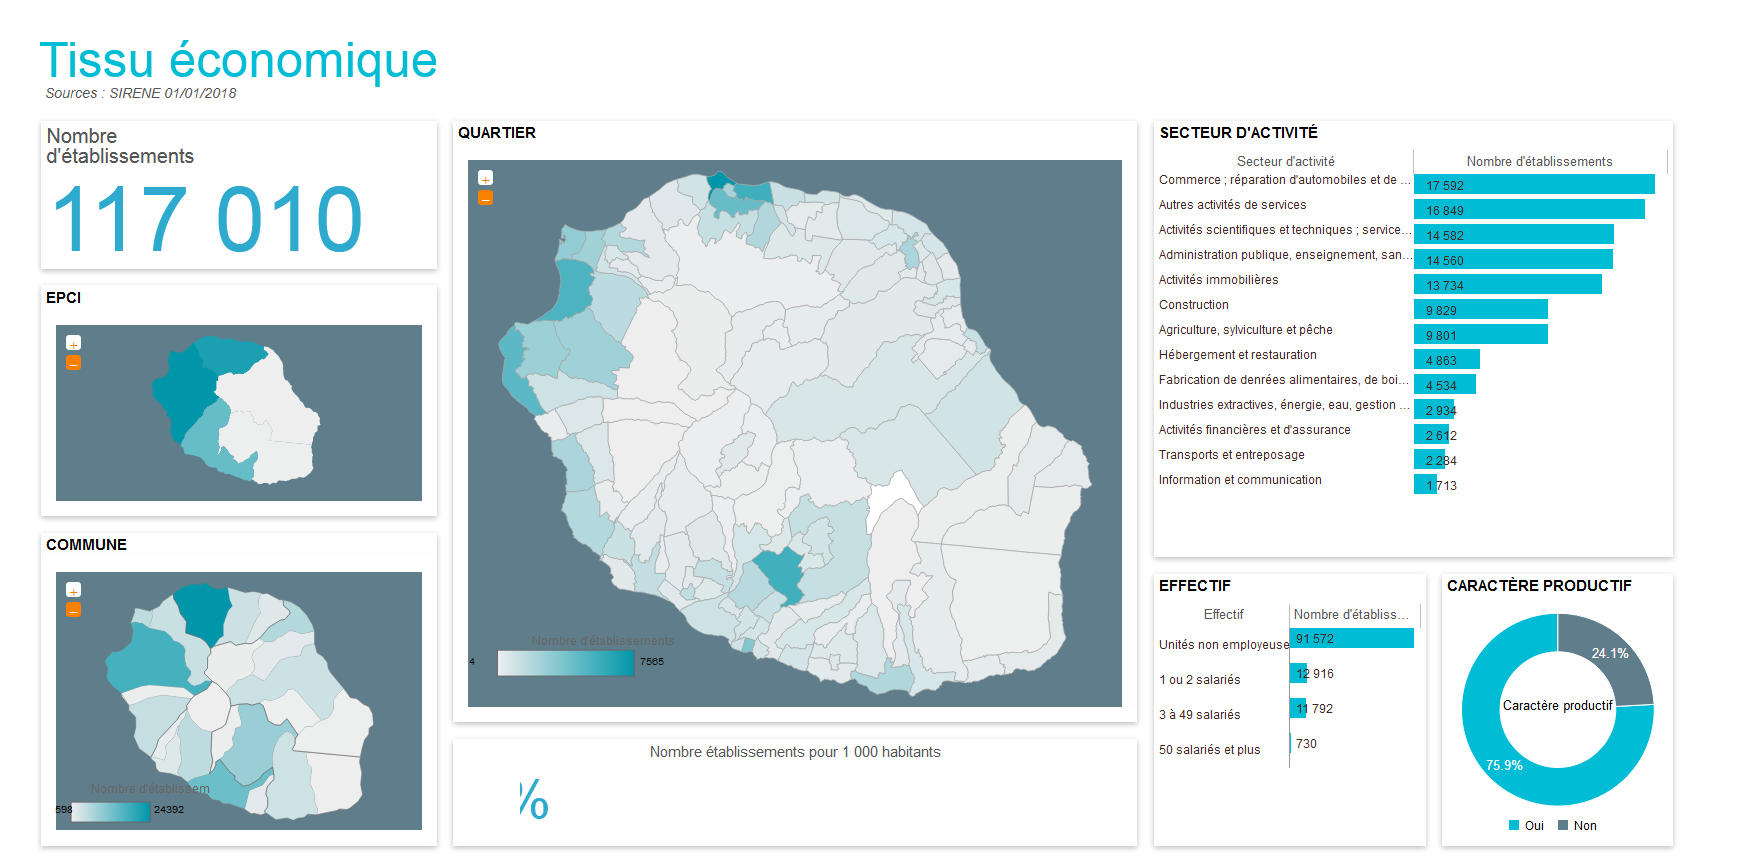 Tissu économique
Sources : SIRENE 01/01/2018
Nombre
d'établissements
117 010
EPCI
+
–
COMMUNE
+
–
Nombre d'établissem
598
24392
QUARTIER
+
–
Nombre d'établissements
4
7565
Nombre établissements pour 1 000 habitants
%
SECTEUR D'ACTIVITÉ
Secteur d'activité Nombre d'établissements
Commerce ; réparation d'automobiles et de ... 17 592
Autres activités de services 16 849
Activités scientifiques et techniques ; service... 14 582
Administration publique, enseignement, san... 14 560
Activités immobilières 13 734
Construction 9 829
Agriculture, sylviculture et pêche 9 801
Hébergement et restauration 4 863
Fabrication de denrées alimentaires, de boi... 4 534
Industries extractives, énergie, eau, gestion ... 2 934
Activités financières et d'assurance 2 612
Transports et entreposage 2 284
Information et communication 1 713
EFFECTIF
Effectif Nombre d'établiss...
Unités non employeuse 91 572
1 ou 2 salariés 12 916
3 à 49 salariés 11 792
50 salariés et plus 730
CARACTÈRE PRODUCTIF
24.1%
Caractère productif
75.9%
Oui Non